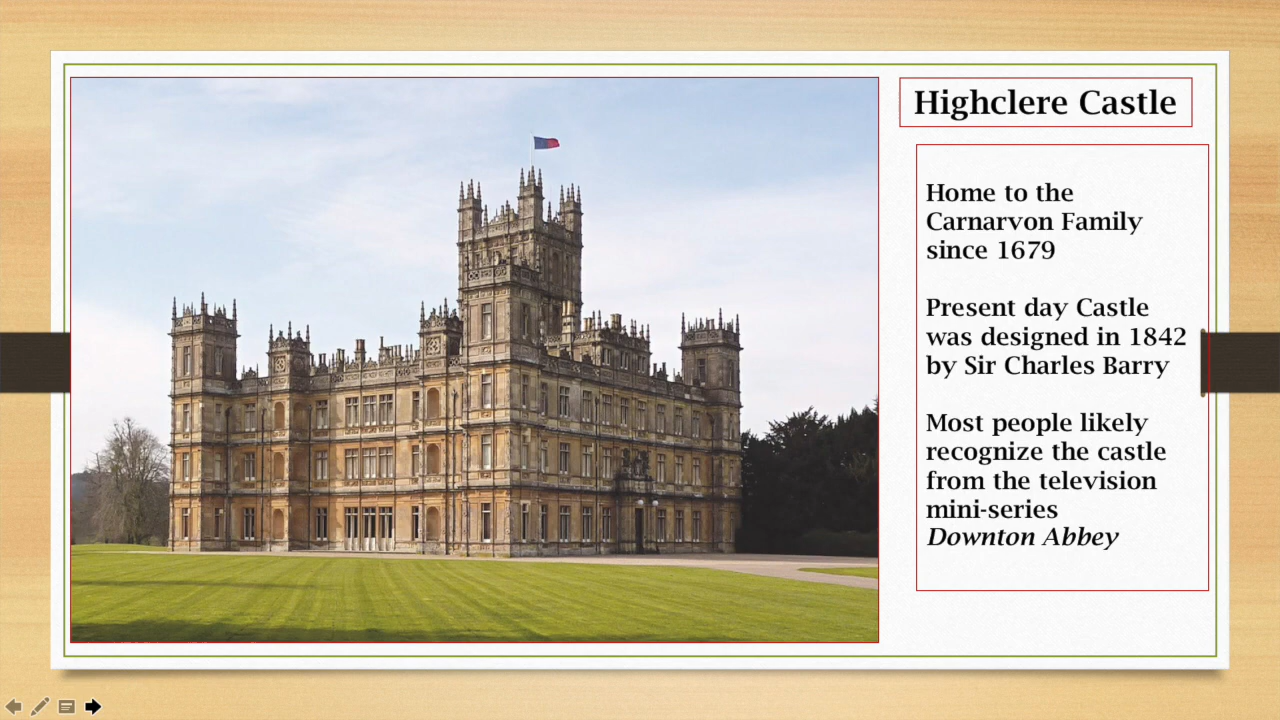 Highclere Castle
Home to the
Carnarvon Family
since 1679
Present day Castle
was designed in 1842
by Sir Charles Barry
Most people likely
recognize the castle
from the television
mini-series
Downton Abbey